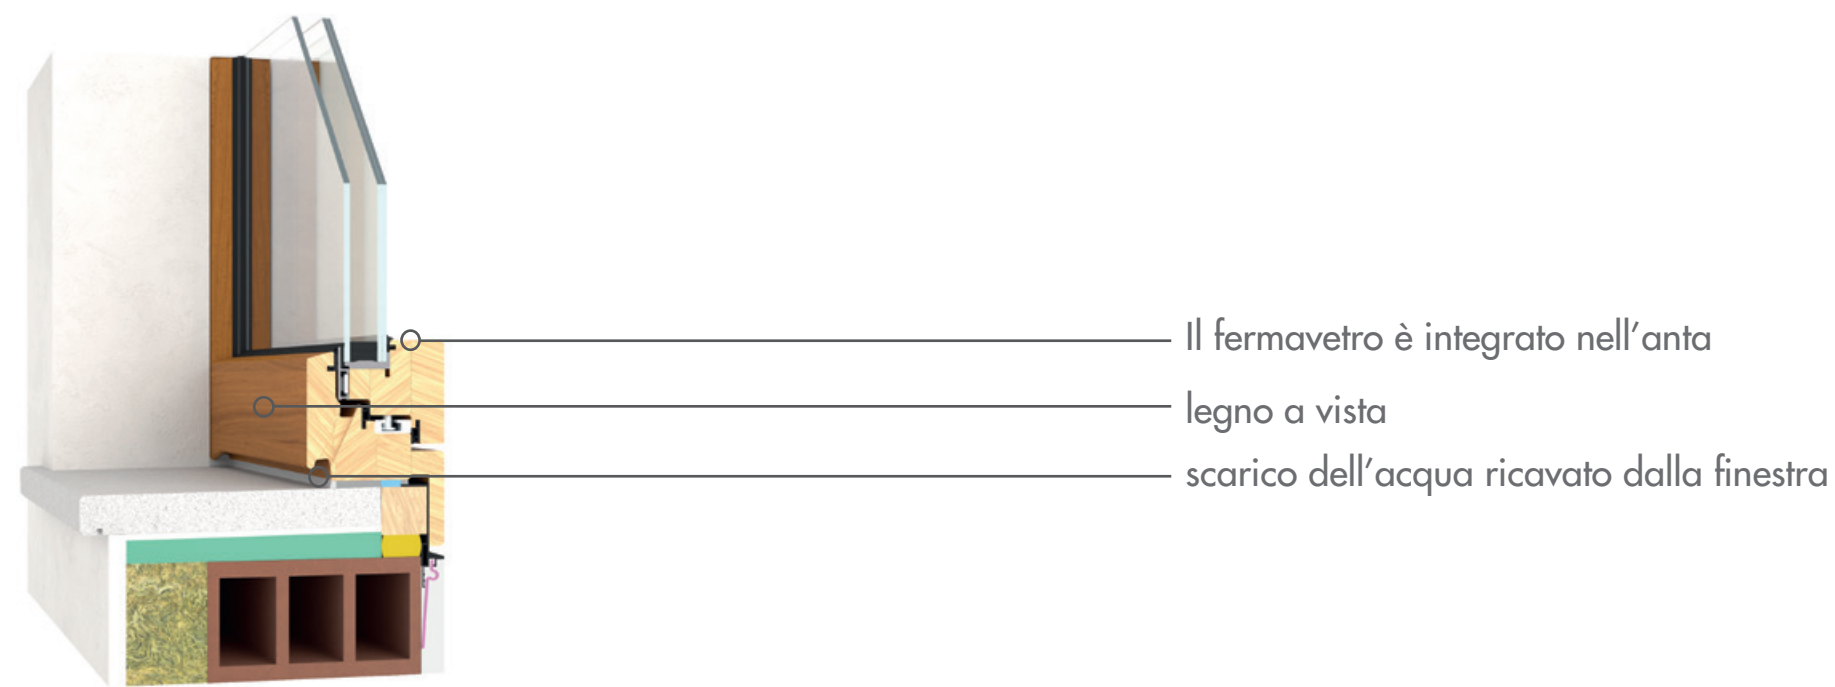 Il fermavetro è integrato nell’anta
legno a vista
scarico dell’acqua ricavato dalla finestra